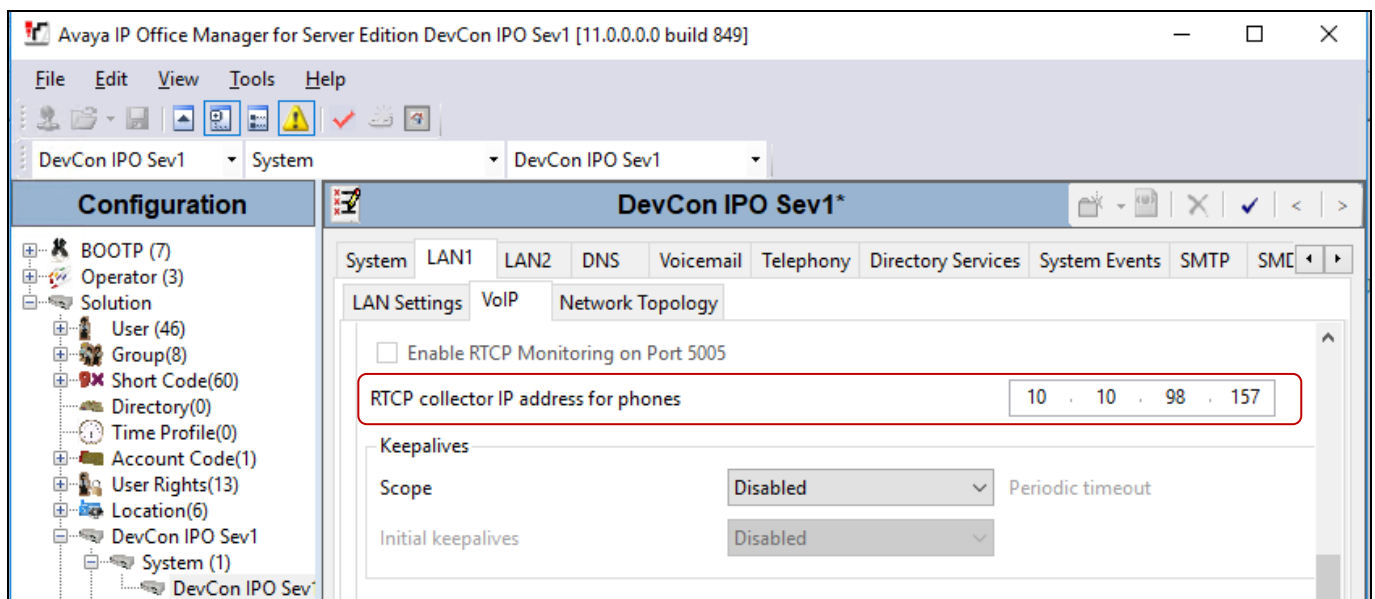 Avaya IP Office Manager for Server Edition DevCon IPO Sev1 [11.0.0.0.0 build 849]
File Edit View Tools Help
DevCon IPO Sev1 System DevCon IPO Sev1
Configuration
DevCon IPO Sev1*
BOOTP (7)
Operator (3)
Solution
User (46)
Group(8)
Short Code(60)
Directory(0)
Time Profile(0)
Account Code(1)
User Rights(13)
Location(6)
DevCon IPO Sev1
System (1)
DevCon IPO Sev1
System LAN1 LAN2 DNS Voicemail Telephony Directory Services System Events SMTP SMD
LAN Settings VoIP Network Topology
Enable RTCP Monitoring on Port 5005
RTCP collector IP address for phones 10 . 10 . 98 . 157
Keepalives
Scope Disabled Periodic timeout
Initial keepalives Disabled